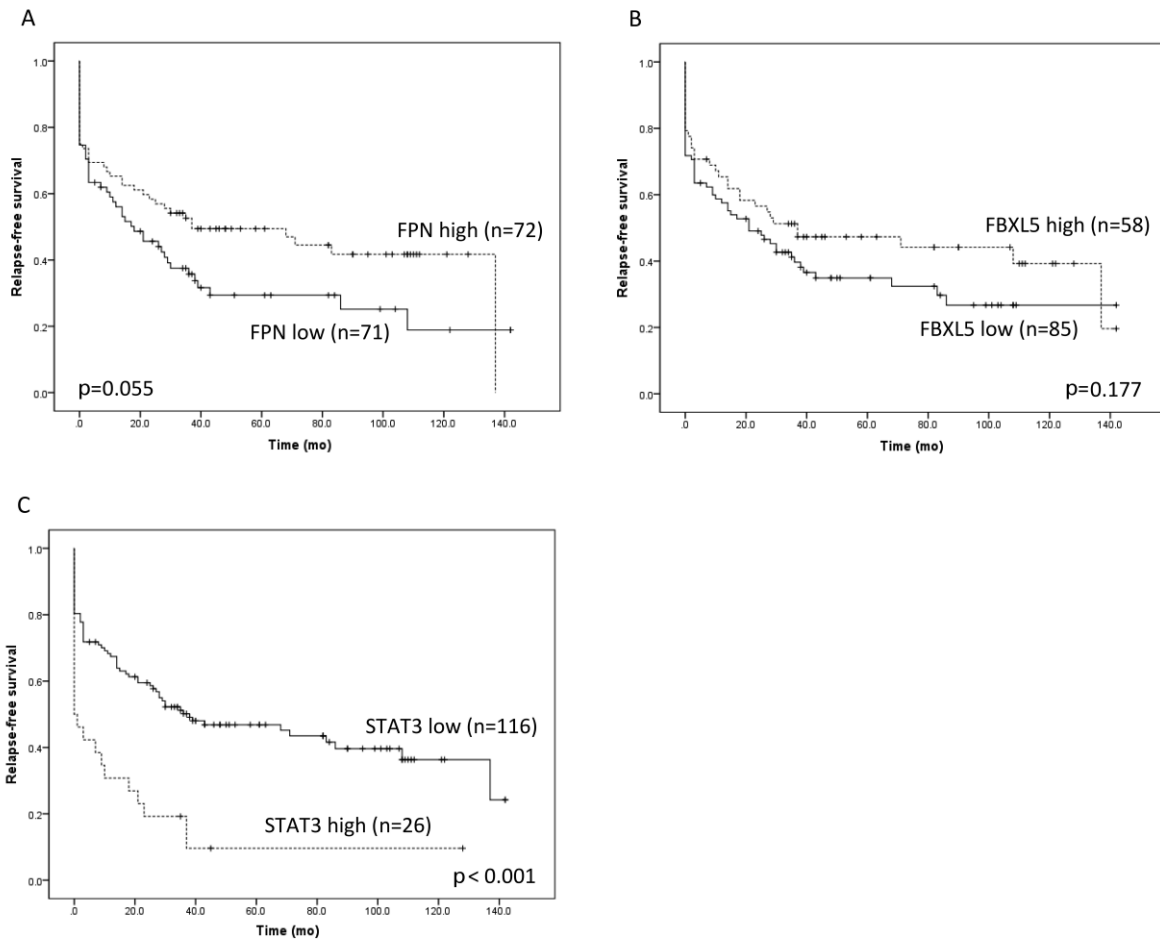 A
Relapse-free survival
1.0
0.8
0.6
0.4
0.2
0.0
FPN high (n=72)
FPN low (n=71)
p=0.055
.0 20.0 40.0 60.0 80.0 100.0 120.0 140.0
Time (mo)
B
Relapse-free survival
1.0
0.8
0.6
0.4
0.2
0.0
FBXL5 high (n=58)
FBXL5 low (n=85)
p=0.177
.0 20.0 40.0 60.0 80.0 100.0 120.0 140.0
Time (mo)
C
Relapse-free survival
1.0
0.8
0.6
0.4
0.2
0.0
STAT3 low (n=116)
STAT3 high (n=26)
p< 0.001
.0 20.0 40.0 60.0 80.0 100.0 120.0 140.0
Time (mo)